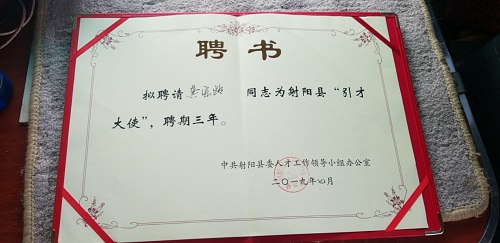 聘书
拟聘请 同志为射阳县“引才
大使”，聘期三年。
中共射阳县委人才工作领导小组办公室
二〇一九年七月